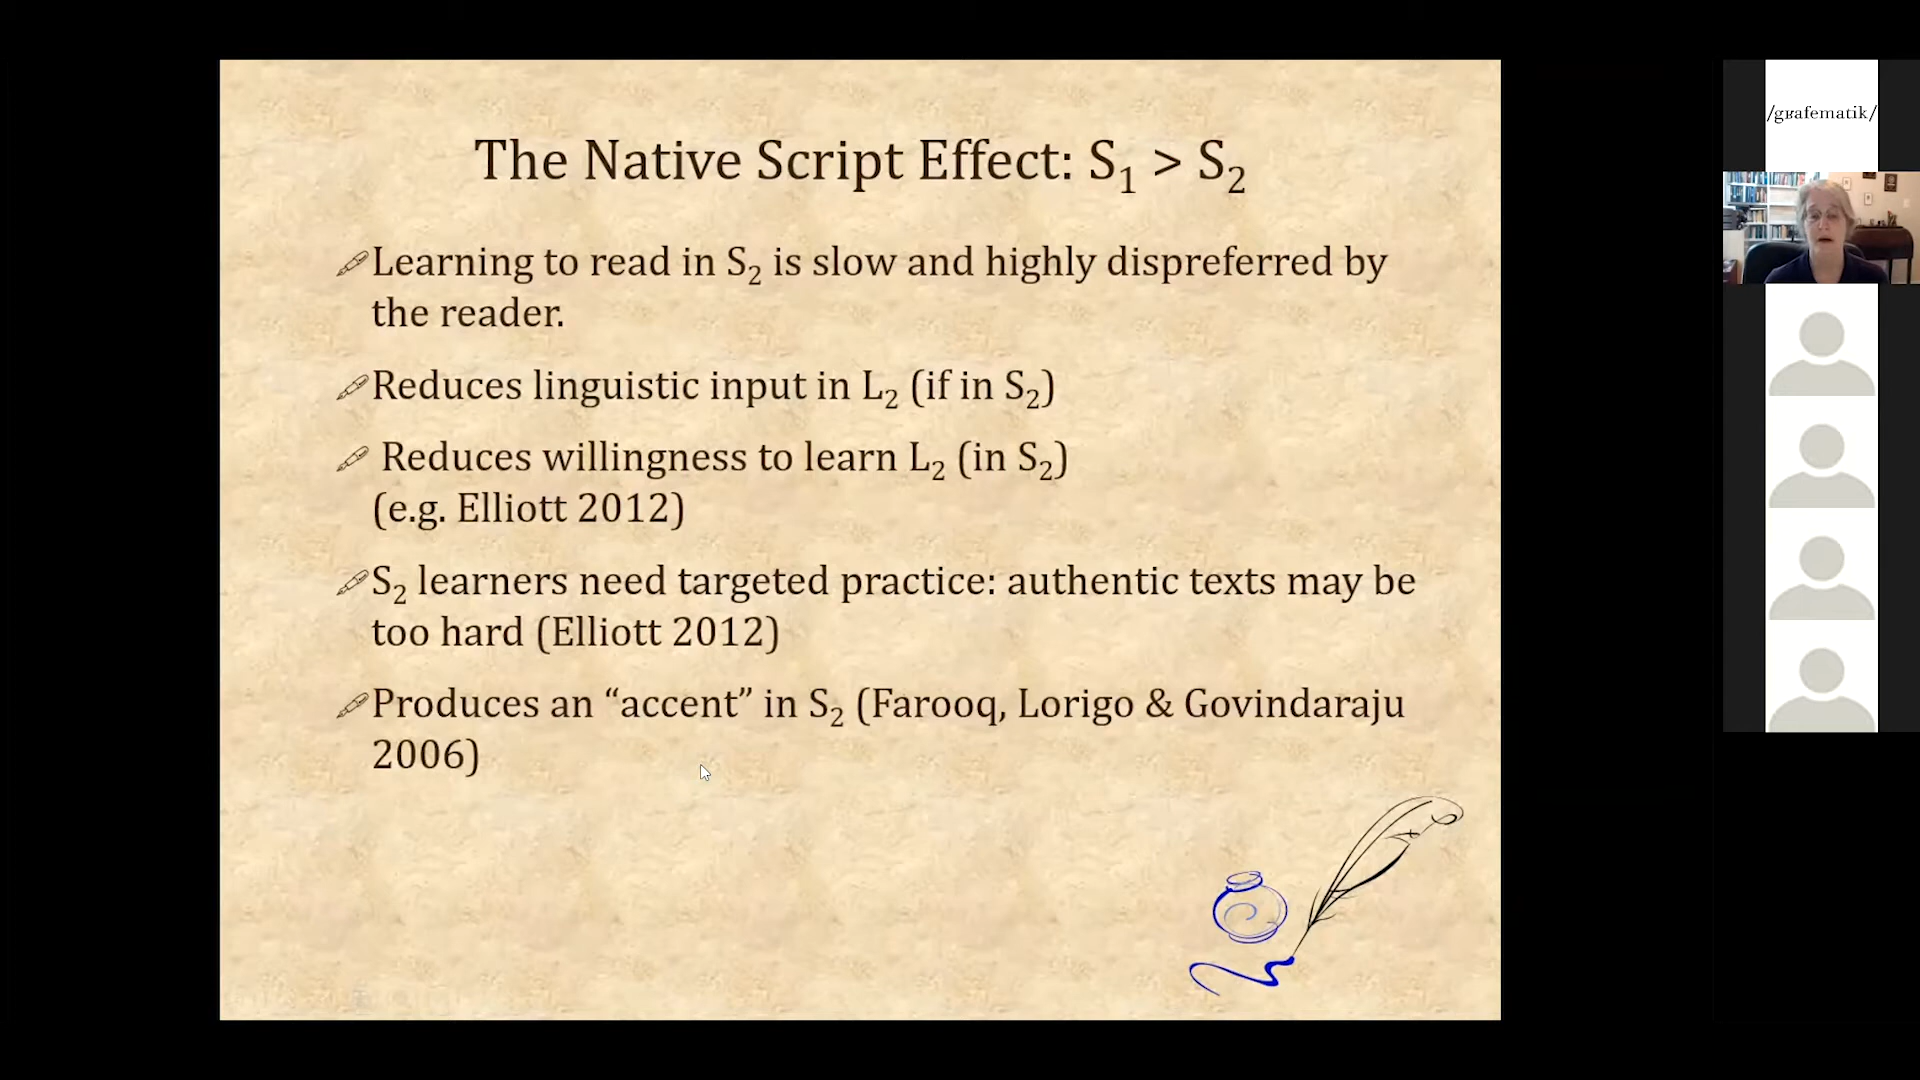 The Native Script Effect: S₁ > S₂
Learning to read in S₂ is slow and highly dispreferred by
the reader.
Reduces linguistic input in L₂ (if in S₂)
Reduces willingness to learn L₂ (in S₂)
(e.g. Elliott 2012)
S₂ learners need targeted practice: authentic texts may be
too hard (Elliott 2012)
Produces an “accent” in S₂ (Farooq, Lorigo & Govindaraju
2006)
/gʁafematik/